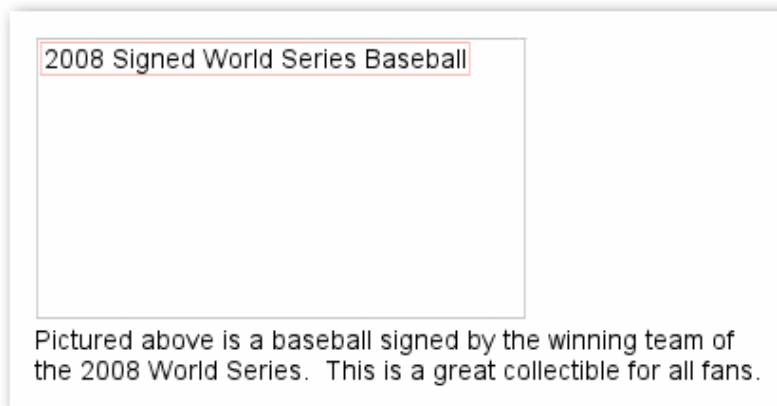 2008 Signed World Series Baseball
Pictured above is a baseball signed by the winning team of
the 2008 World Series.  This is a great collectible for all fans.